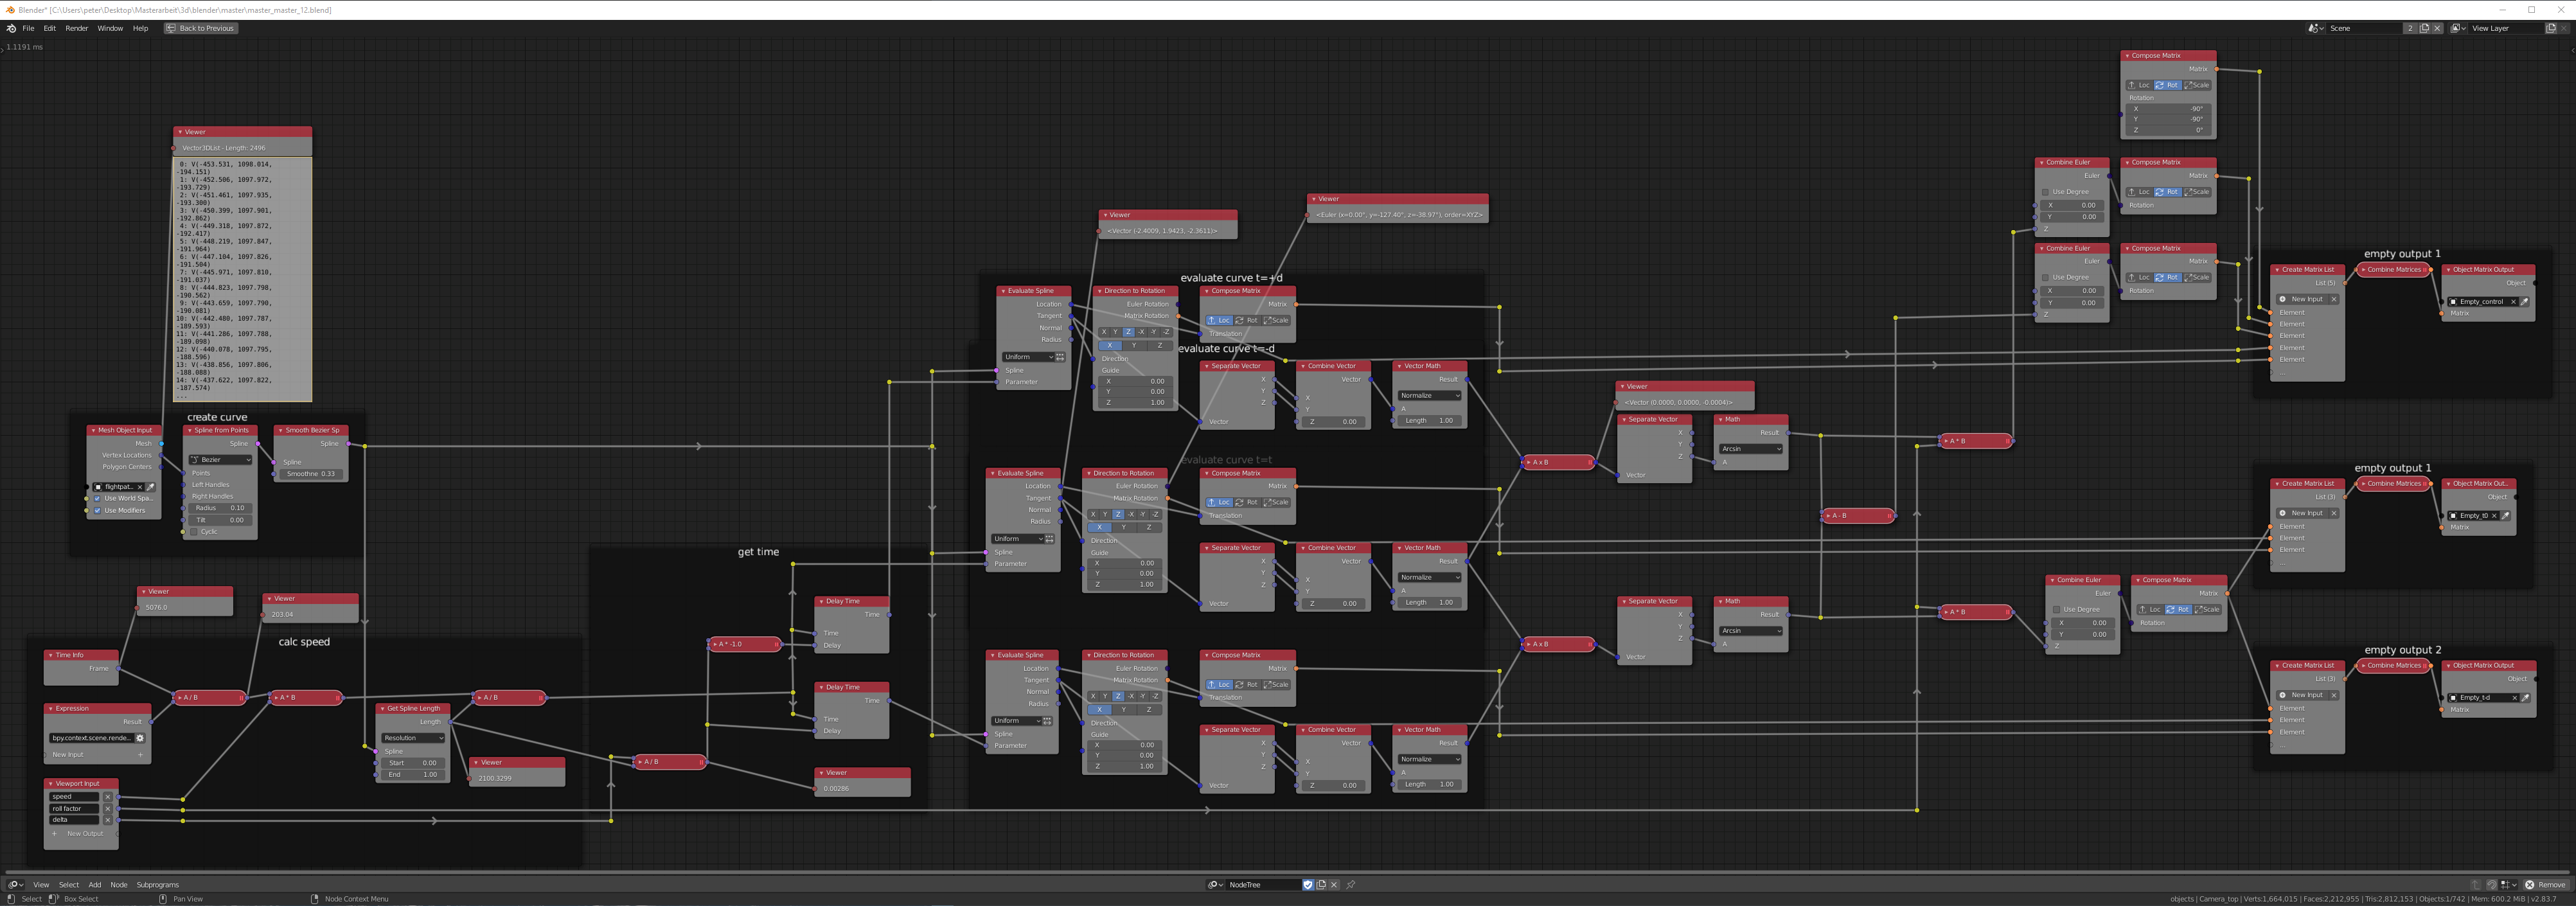 Blender* [C:\Users\peter\Desktop\Masterarbeit\3d\blender\master\master_master_12.blend]
File Edit Render Window Help Back to Previous
Scene 2 View Layer
1.1191 ms
Viewer
Vector3DList - Length: 2496
0: V(-453.531, 1098.014,
-194.151)
1: V(-452.506, 1097.972,
-193.729)
2: V(-451.461, 1097.935,
-193.300)
3: V(-450.399, 1097.901,
-192.862)
4: V(-449.318, 1097.872,
-192.417)
5: V(-448.219, 1097.847,
-191.964)
6: V(-447.104, 1097.826,
-191.504)
7: V(-445.971, 1097.810,
-191.037)
8: V(-444.823, 1097.798,
-190.562)
9: V(-443.659, 1097.790,
-190.081)
10: V(-442.480, 1097.787,
-189.593)
11: V(-441.286, 1097.788,
-189.098)
12: V(-440.078, 1097.795,
-188.596)
13: V(-438.856, 1097.806,
-188.088)
14: V(-437.622, 1097.822,
-187.574)
...
create curve
Mesh Object Input
Mesh
Vertex Locations
Polygon Centers
flightpat...
Use World Spa...
Use Modifiers
Spline from Points
Spline
Bezier
Points
Left Handles
Right Handles
Radius 0.10
Tilt 0.00
Cyclic
Smooth Bezier Sp
Spline
Spline
Smoothne 0.33
Viewer
5076.0
Viewer
203.04
calc speed
Time Info
Frame
Expression
Result
bpy.context.scene.rende...
New Input
Viewport Input
speed
roll factor
delta
New Output
A / B
A * B
A / B
Get Spline Length
Length
Resolution
Spline
Start 0.00
End 1.00
Viewer
2100.3299
get time
A * -1.0
A / B
Delay Time
Time
Time
Delay
Delay Time
Time
Time
Delay
Viewer
0.00286
Viewer
<Vector (-2.4009, 1.9423, -2.3611)>
Viewer
<Euler (x=0.00°, y=-127.40°, z=-38.97°), order=XYZ>
evaluate curve t=+d
Evaluate Spline
Location
Tangent
Normal
Radius
Uniform
Spline
Parameter
Direction to Rotation
Euler Rotation
Matrix Rotation
X Y Z -X -Y -Z
X Y Z
Direction
Guide
X 0.00
Y 0.00
Z 1.00
Compose Matrix
Matrix
Loc Rot Scale
Translation
evaluate curve t=-d
Separate Vector
X
Y
Z
Vector
Combine Vector
Vector
X
Y
Z 0.00
Vector Math
Result
Normalize
A
Length 1.00
evaluate curve t=t
Evaluate Spline
Location
Tangent
Normal
Radius
Uniform
Spline
Parameter
Direction to Rotation
Euler Rotation
Matrix Rotation
X Y Z -X -Y -Z
X Y Z
Direction
Guide
X 0.00
Y 0.00
Z 1.00
Compose Matrix
Matrix
Loc Rot Scale
Translation
Separate Vector
X
Y
Z
Vector
Combine Vector
Vector
X
Y
Z 0.00
Vector Math
Result
Normalize
A
Length 1.00
Evaluate Spline
Location
Tangent
Normal
Radius
Uniform
Spline
Parameter
Direction to Rotation
Euler Rotation
Matrix Rotation
X Y Z -X -Y -Z
X Y Z
Direction
Guide
X 0.00
Y 0.00
Z 1.00
Compose Matrix
Matrix
Loc Rot Scale
Translation
Separate Vector
X
Y
Z
Vector
Combine Vector
Vector
X
Y
Z 0.00
Vector Math
Result
Normalize
A
Length 1.00
A x B
A x B
Viewer
<Vector (0.0000, 0.0000, -0.0004)>
Separate Vector
X
Y
Z
Vector
Math
Result
Arcsin
A
Separate Vector
X
Y
Z
Vector
Math
Result
Arcsin
A
A - B
A * B
A * B
Compose Matrix
Matrix
Loc Rot Scale
Rotation
X -90°
Y -90°
Z 0°
Combine Euler
Euler
Use Degree
X 0.00
Y 0.00
Z
Compose Matrix
Matrix
Loc Rot Scale
Rotation
Combine Euler
Euler
Use Degree
X 0.00
Y 0.00
Z
Compose Matrix
Matrix
Loc Rot Scale
Rotation
Combine Euler
Euler
Use Degree
X 0.00
Y 0.00
Z
Compose Matrix
Matrix
Loc Rot Scale
Rotation
empty output 1
Create Matrix List
List (5)
New Input
Element
Element
Element
Element
Element
...
Combine Matrices
Object Matrix Output
Object
Empty_control
Matrix
empty output 1
Create Matrix List
List (3)
New Input
Element
Element
Element
...
Combine Matrices
Object Matrix Out...
Object
Empty_t0
Matrix
empty output 2
Create Matrix List
List (3)
New Input
Element
Element
Element
...
Combine Matrices
Object Matrix Output
Object
Empty_t-d
Matrix
View Select Add Node Subprograms
NodeTree
Remove
Select Box Select Pan View Node Context Menu
objects | Camera_top | Verts:1,664,015 | Faces:2,212,955 | Tris:2,812,153 | Objects:1/742 | Mem: 600.2 MiB | v2.83.7